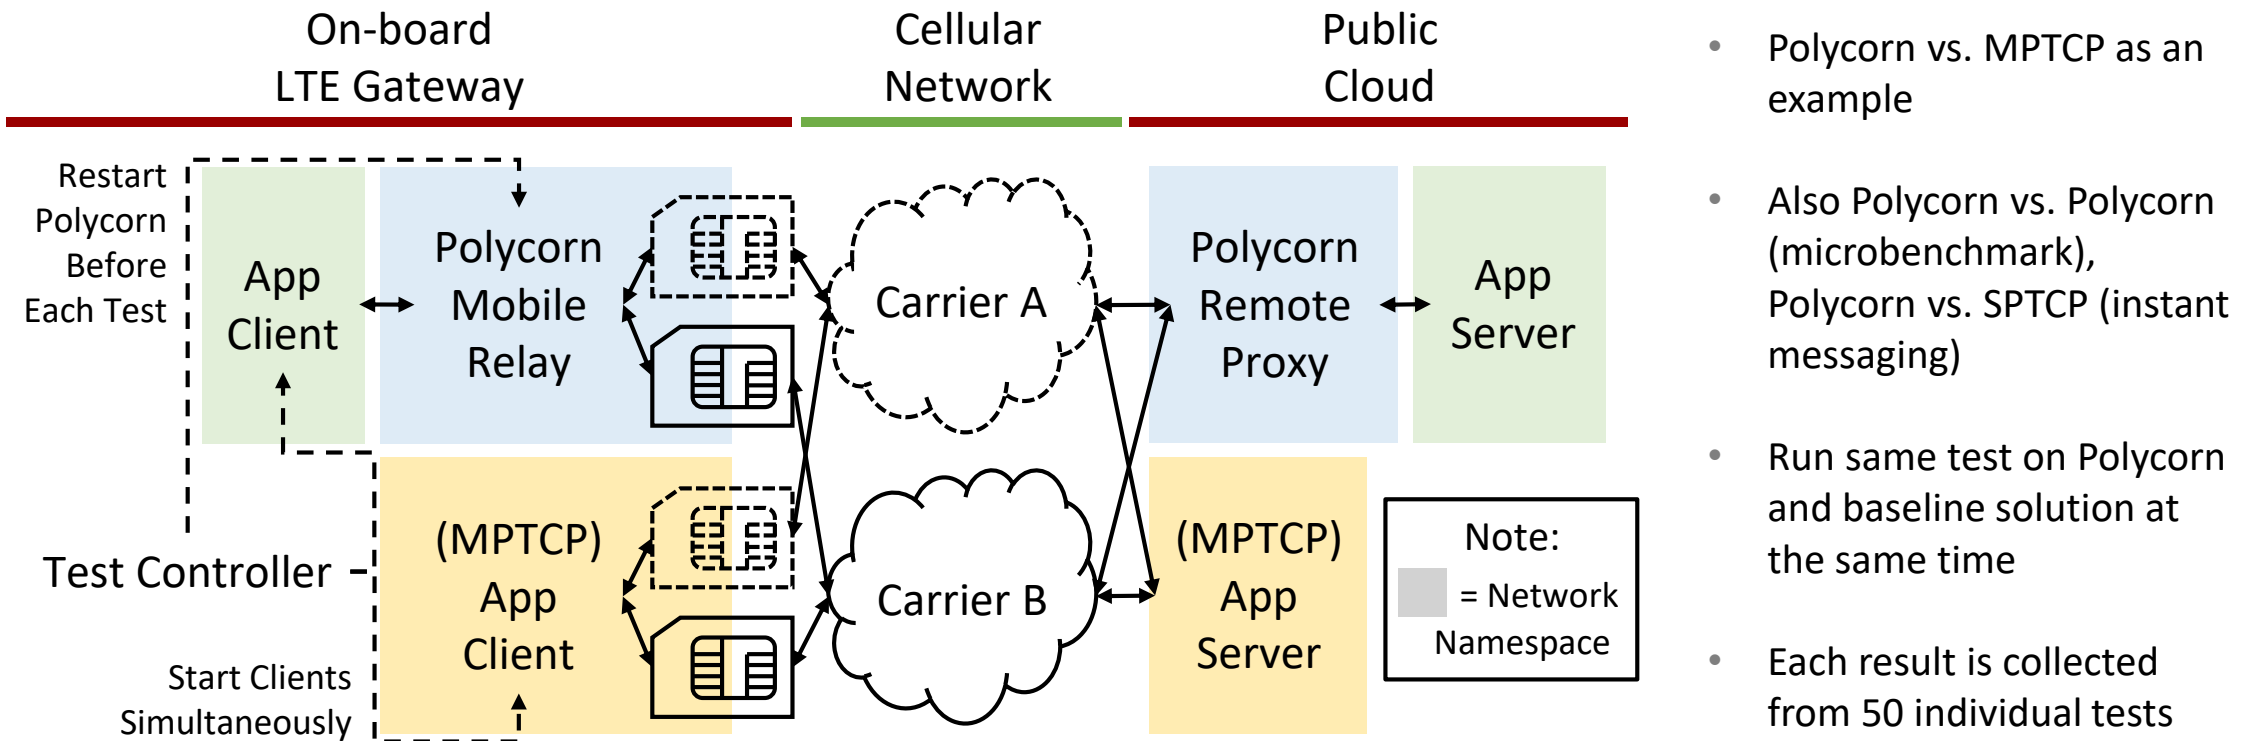 On-board
LTE Gateway
Cellular
Network
Public
Cloud
Restart
Polycorn
Before
Each Test
App
Client
Polycorn
Mobile
Relay
Carrier A
Polycorn
Remote
Proxy
App
Server
Test Controller
Start Clients
Simultaneously
(MPTCP)
App
Client
Carrier B
(MPTCP)
App
Server
Note:
= Network
Namespace
• Polycorn vs. MPTCP as an
example
• Also Polycorn vs. Polycorn
(microbenchmark),
Polycorn vs. SPTCP (instant
messaging)
• Run same test on Polycorn
and baseline solution at
the same time
• Each result is collected
from 50 individual tests